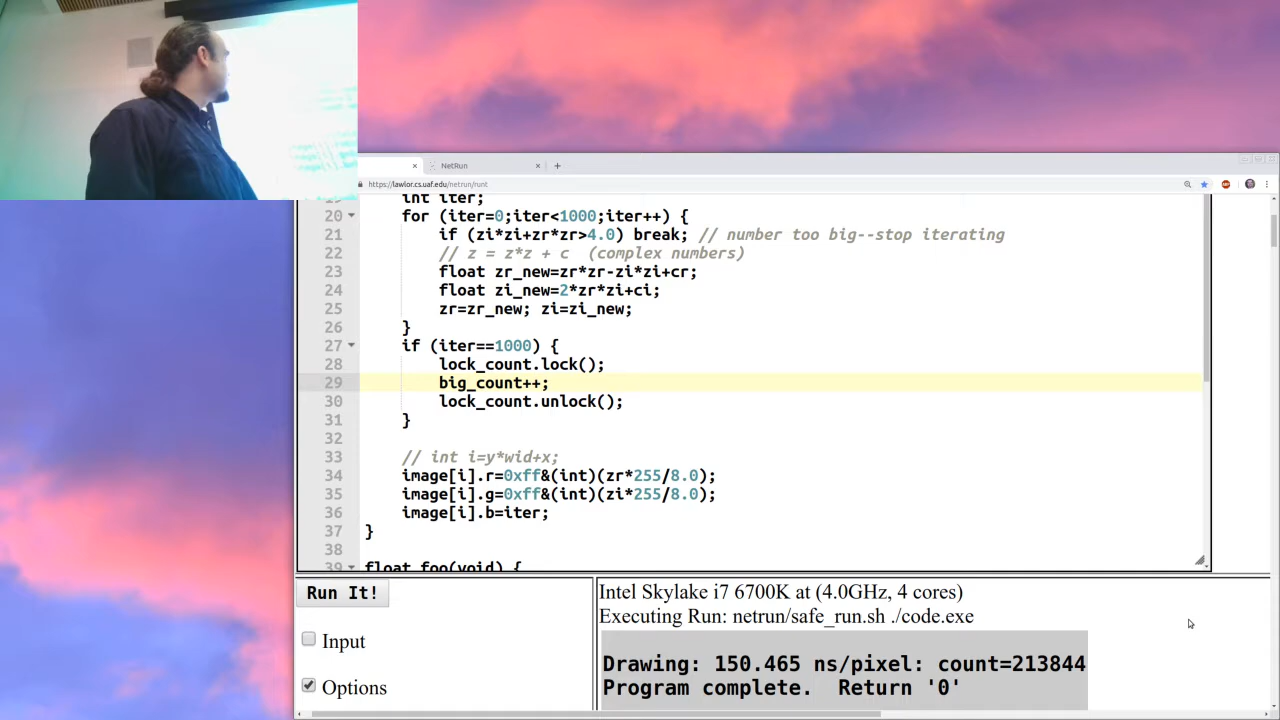 NetRun
https://lawlor.cs.uaf.edu/netrun/runt
int iter;
20 for (iter=0;iter<1000;iter++) {
21 if (zi*zi+zr*zr>4.0) break; // number too big--stop iterating
22 // z = z*z + c (complex numbers)
23 float zr_new=zr*zr-zi*zi+cr;
24 float zi_new=2*zr*zi+ci;
25 zr=zr_new; zi=zi_new;
26 }
27 if (iter==1000) {
28 lock_count.lock();
29 big_count++;
30 lock_count.unlock();
31 }
32
33 // int i=y*wid+x;
34 image[i].r=0xff&(int)(zr*255/8.0);
35 image[i].g=0xff&(int)(zi*255/8.0);
36 image[i].b=iter;
37 }
38
39 float foo(void) {
Run It!
Input
Options
Intel Skylake i7 6700K at (4.0GHz, 4 cores)
Executing Run: netrun/safe_run.sh ./code.exe
Drawing: 150.465 ns/pixel: count=213844
Program complete. Return '0'